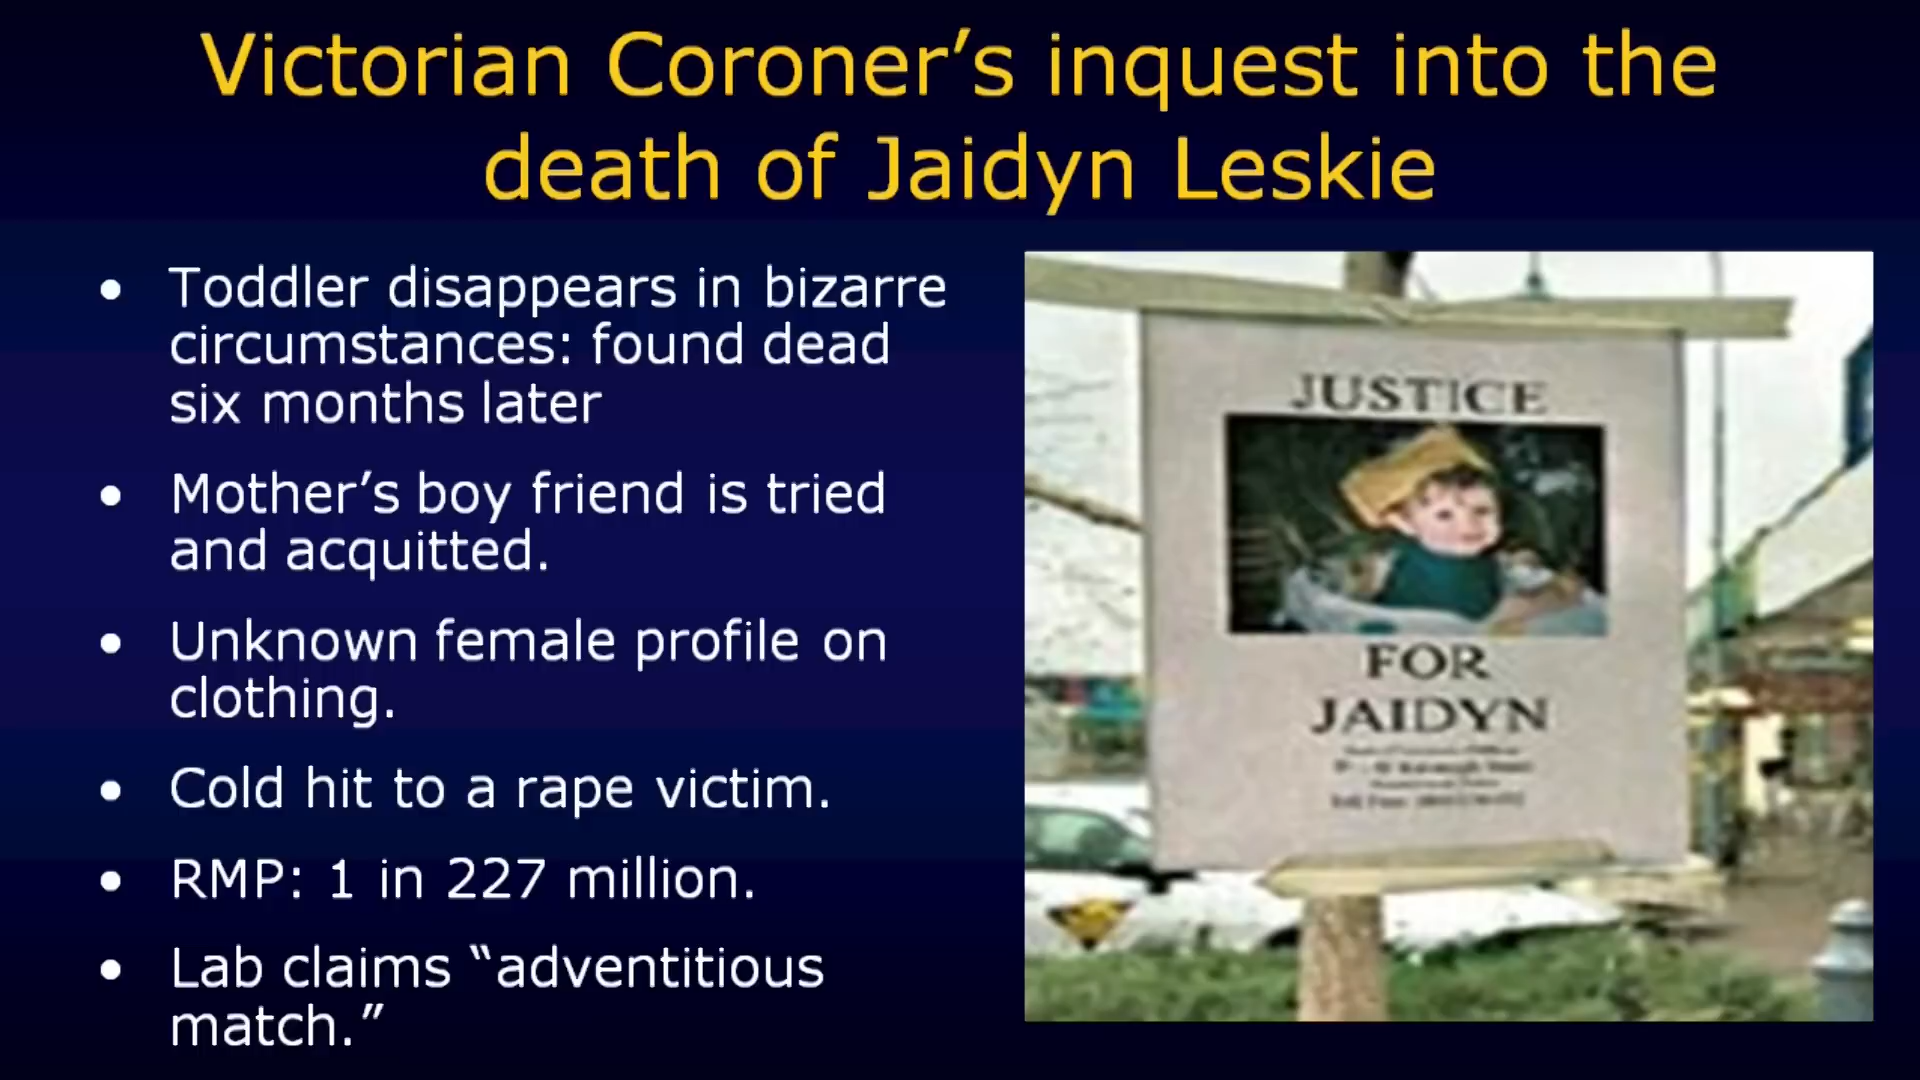 Victorian Coroner’s inquest into the
death of Jaidyn Leskie
• Toddler disappears in bizarre
circumstances: found dead
six months later
• Mother’s boy friend is tried
and acquitted.
• Unknown female profile on
clothing.
• Cold hit to a rape victim.
• RMP: 1 in 227 million.
• Lab claims “adventitious
match.”
JUSTICE
FOR
JAIDYN